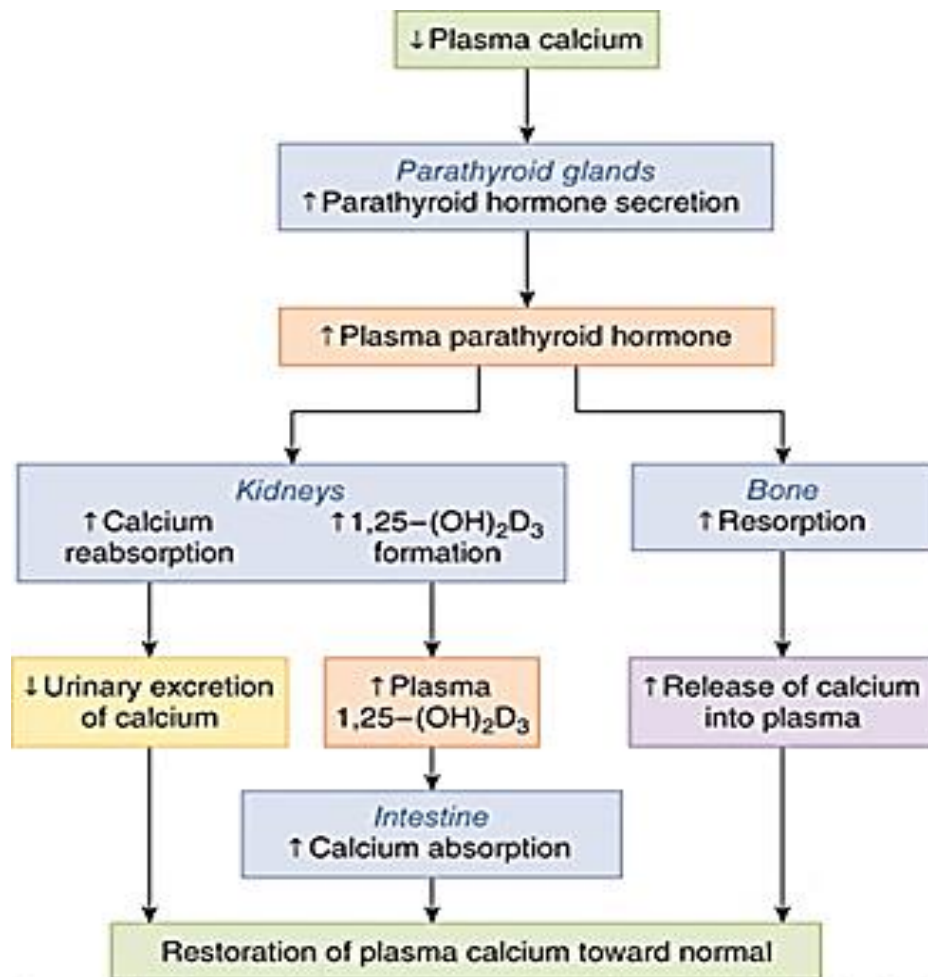 ↓Plasma calcium
Parathyroid glands
↑Parathyroid hormone secretion
↑Plasma parathyroid hormone
Kidneys
↑Calcium
reabsorption
↑1,25–(OH)₂D₃
formation
Bone
↑Resorption
↓Urinary excretion
of calcium
↑Plasma
1,25–(OH)₂D₃
↑Release of calcium
into plasma
Intestine
↑Calcium absorption
Restoration of plasma calcium toward normal